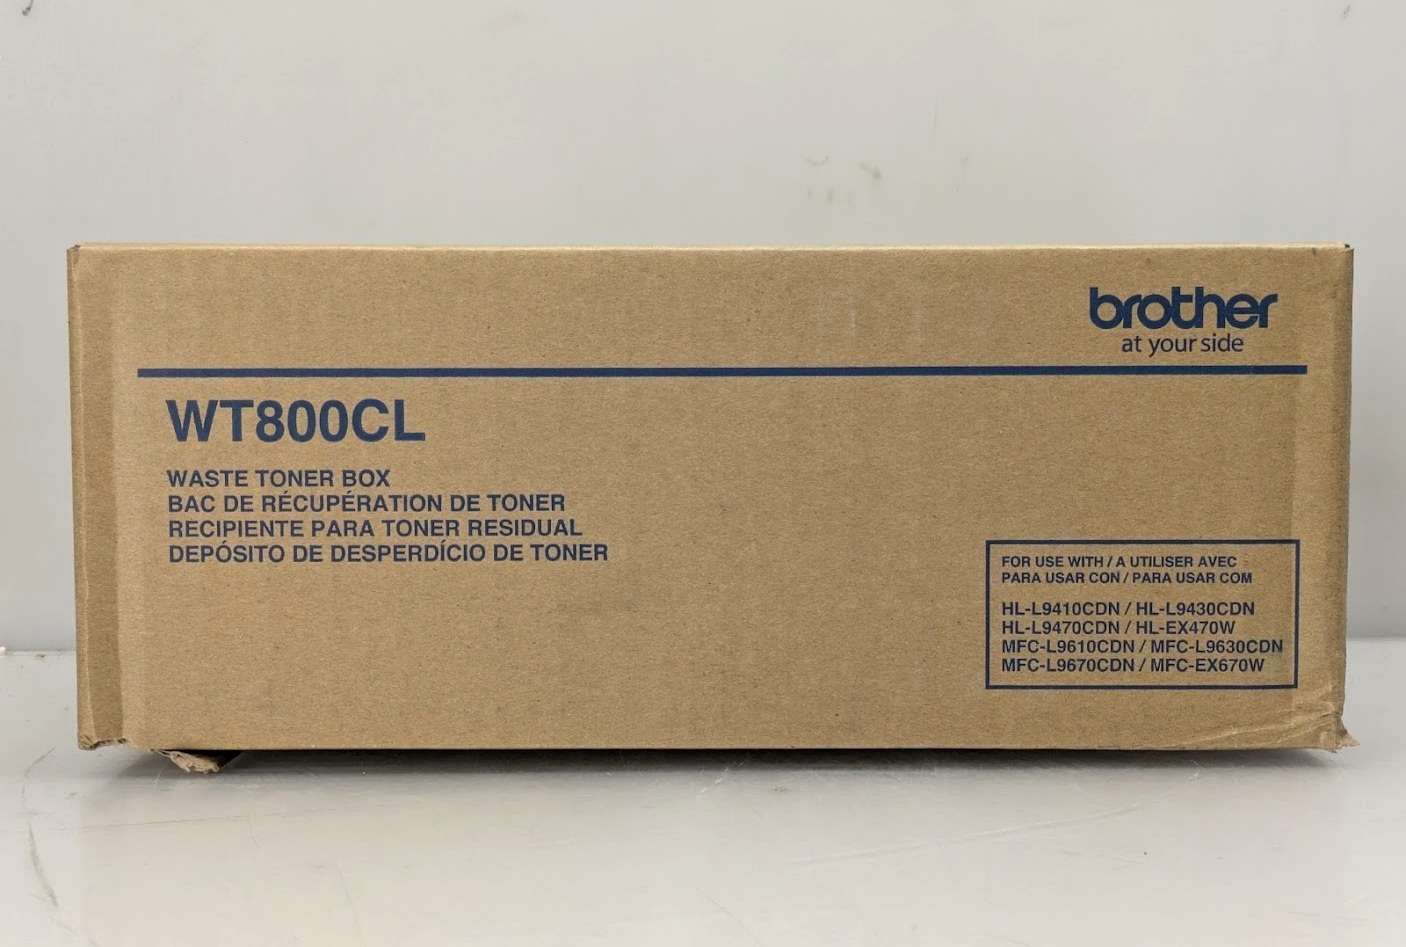 brother
at your side
WT800CL
WASTE TONER BOX
BAC DE RÉCUPÉRATION DE TONER
RECIPIENTE PARA TONER RESIDUAL
DEPÓSITO DE DESPERDÍCIO DE TONER
FOR USE WITH / A UTILISER AVEC
PARA USAR CON / PARA USAR COM
HL-L9410CDN / HL-L9430CDN
HL-L9470CDN / HL-EX470W
MFC-L9610CDN / MFC-L9630CDN
MFC-L9670CDN / MFC-EX670W